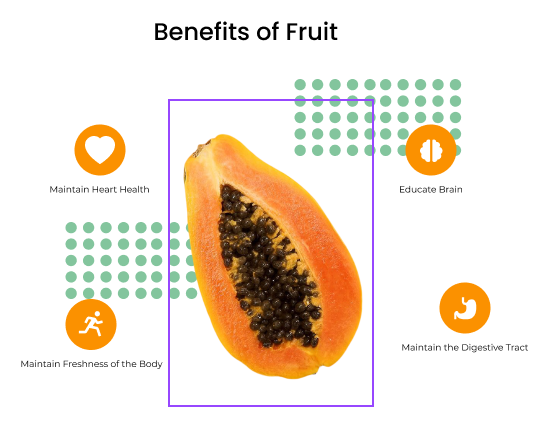 Benefits of Fruit
Maintain Heart Health
Educate Brain
Maintain the Digestive Tract
Maintain Freshness of the Body